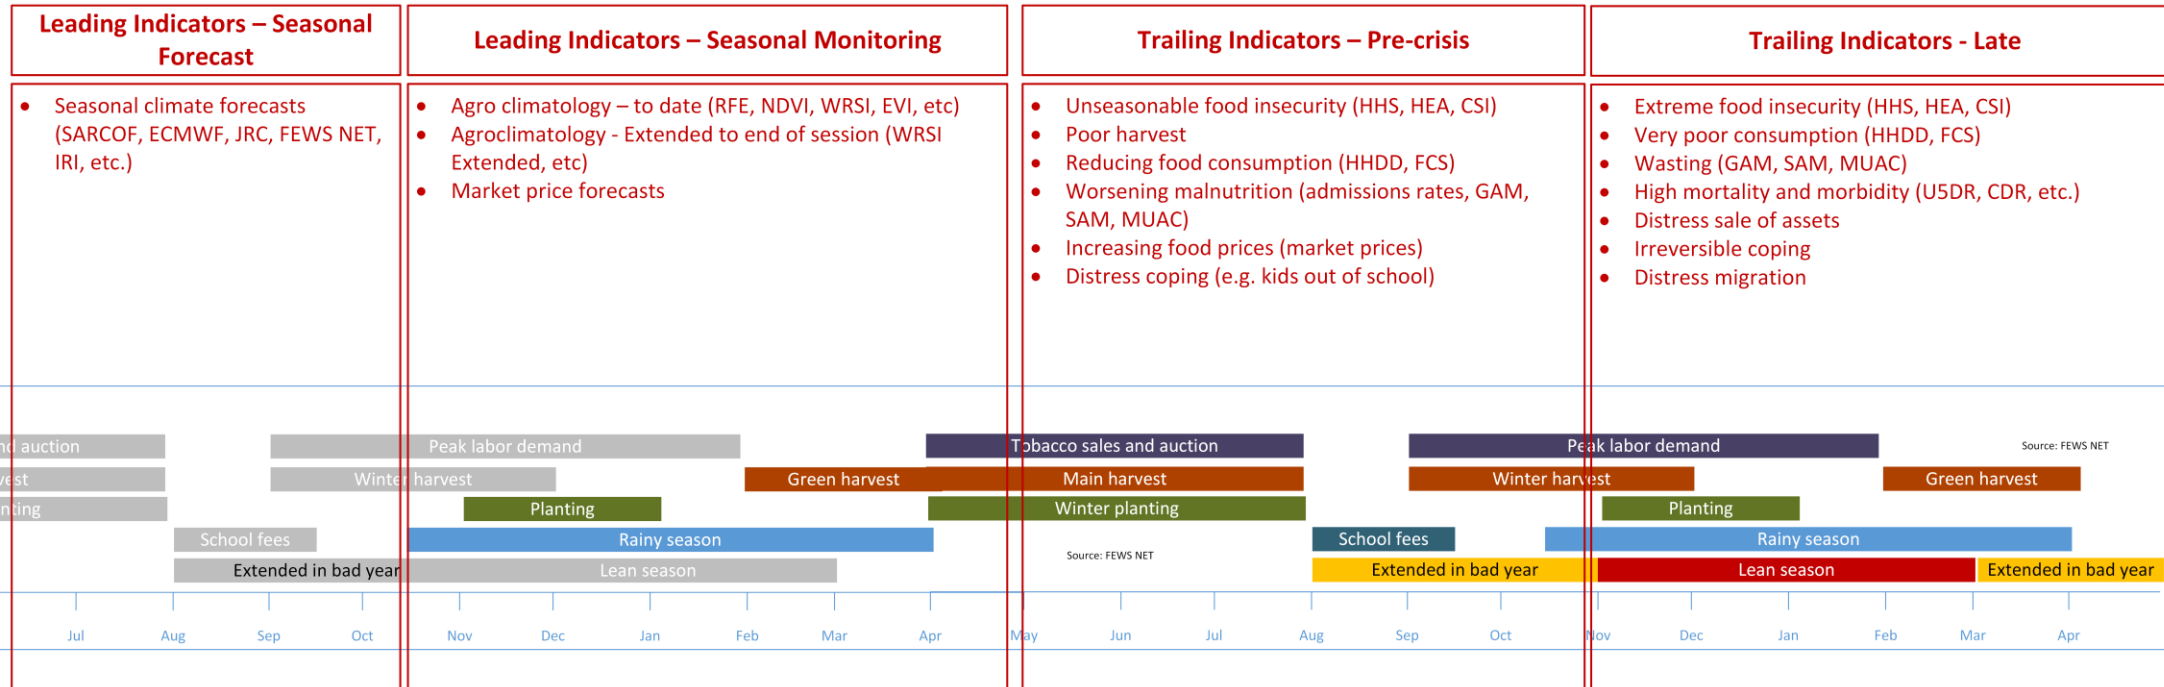 Leading Indicators – Seasonal
Forecast
Leading Indicators – Seasonal Monitoring
Trailing Indicators – Pre-crisis
Trailing Indicators - Late
• Seasonal climate forecasts
(SARCOF, ECMWF, JRC, FEWS NET,
IRI, etc.)
• Agro climatology – to date (RFE, NDVI, WRSI, EVI, etc)
• Agroclimatology - Extended to end of session (WRSI
Extended, etc)
• Market price forecasts
• Unseasonable food insecurity (HHS, HEA, CSI)
• Poor harvest
• Reducing food consumption (HHDD, FCS)
• Worsening malnutrition (admissions rates, GAM,
SAM, MUAC)
• Increasing food prices (market prices)
• Distress coping (e.g. kids out of school)
• Extreme food insecurity (HHS, HEA, CSI)
• Very poor consumption (HHDD, FCS)
• Wasting (GAM, SAM, MUAC)
• High mortality and morbidity (U5DR, CDR, etc.)
• Distress sale of assets
• Irreversible coping
• Distress migration
nd auction
Peak labor demand
Tobacco sales and auction
Peak labor demand
Source: FEWS NET
vest
Winter harvest
Green harvest
Main harvest
Winter harvest
Green harvest
nting
Planting
Winter planting
Planting
School fees
Rainy season
Source: FEWS NET
School fees
Rainy season
Extended in bad year
Lean season
Extended in bad year
Lean season
Extended in bad year
Jul
Aug
Sep
Oct
Nov
Dec
Jan
Feb
Mar
Apr
May
Jun
Jul
Aug
Sep
Oct
Nov
Dec
Jan
Feb
Mar
Apr